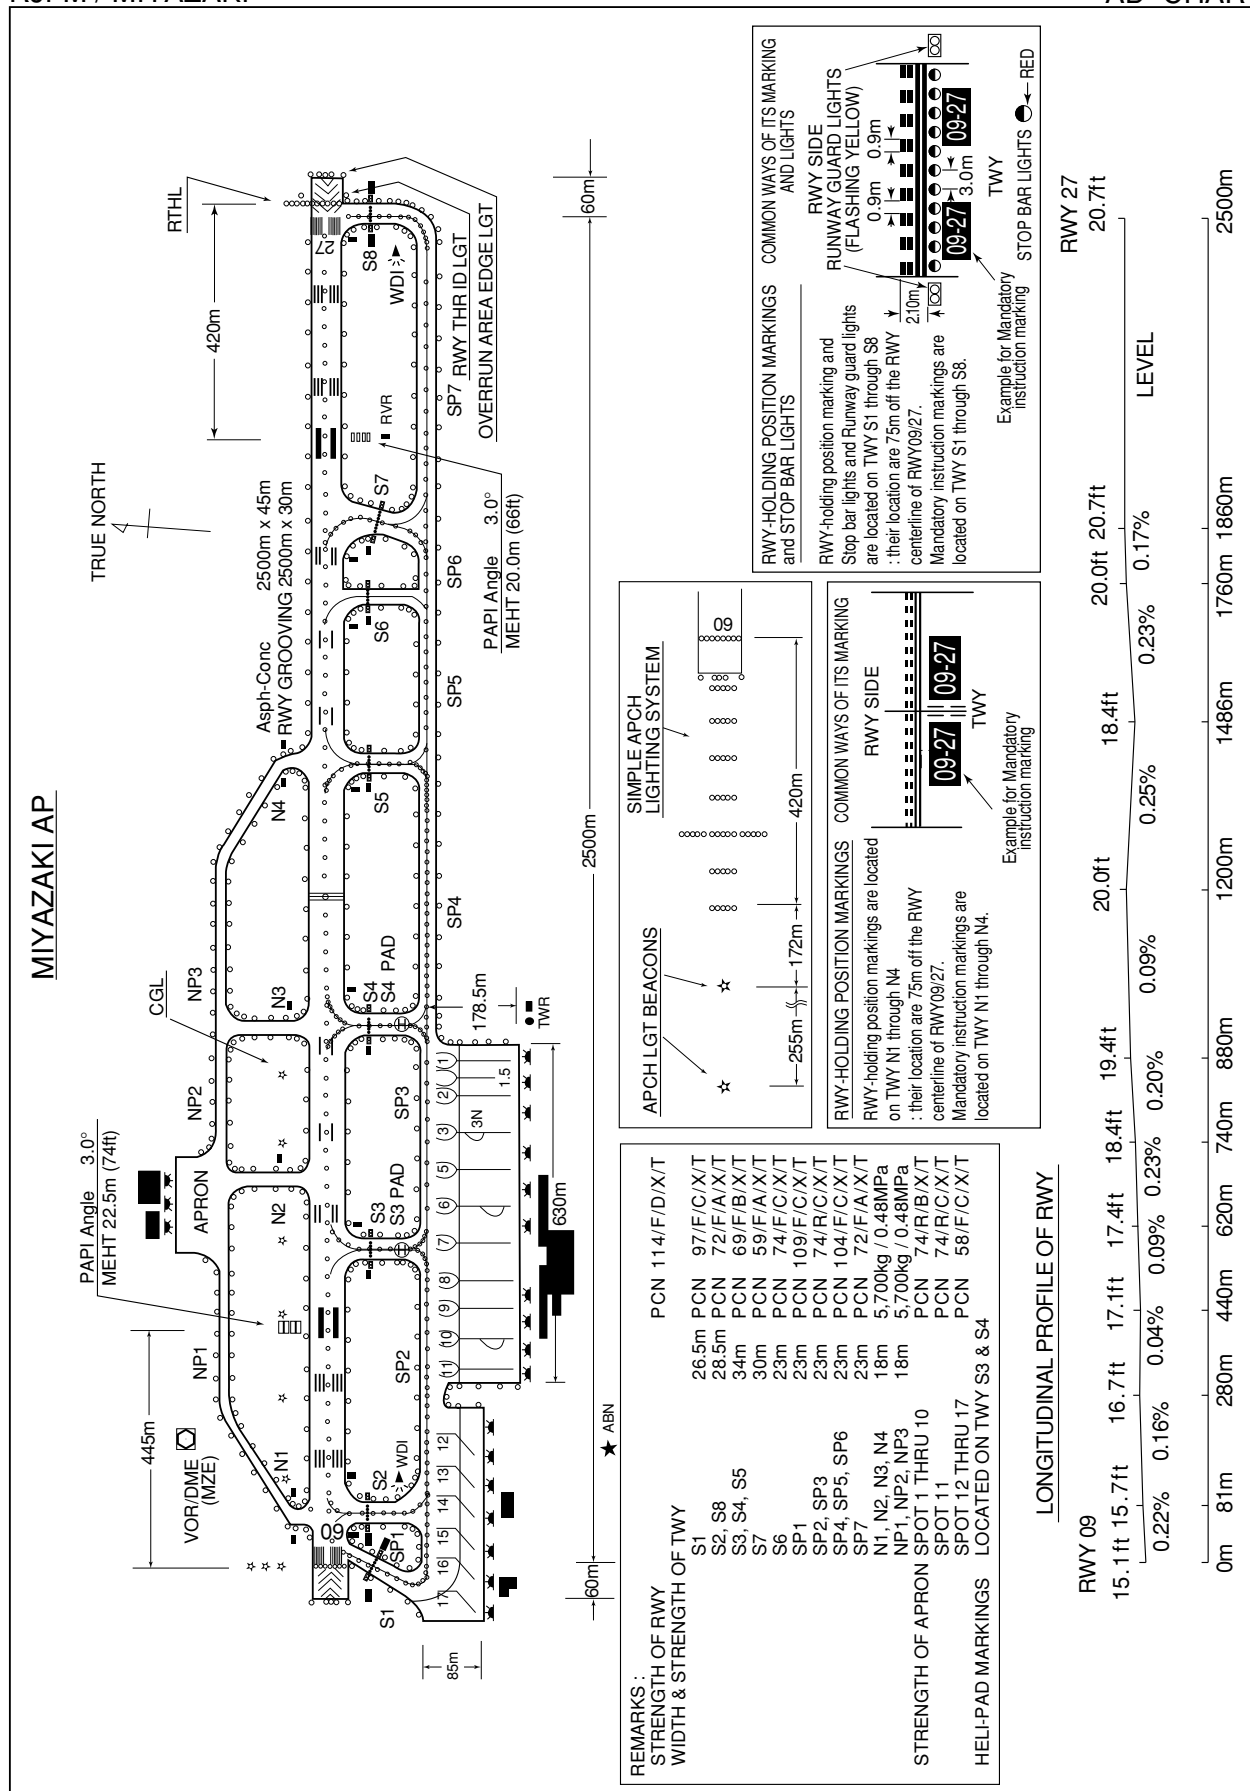 MIYAZAKI AP
TRUE NORTH
Asph-Conc 2500m x 45m
RWY GROOVING 2500m x 30m
RTHL
420m
PAPI Angle 3.0°
MEHT 22.5m (74ft)
445m
VOR/DME
(MZE)
CGL
APRON
NP1
NP2
NP3
N1
N2
N3
N4
09
27
S1
S2
S3
S3 PAD
S4
S4 PAD
S5
S6
S7
S8
WDI
WDI
RVR
SP1
SP2
SP3
SP4
SP5
SP6
SP7
RWY THR ID LGT
OVERRUN AREA EDGE LGT
PAPI Angle 3.0°
MEHT 20.0m (66ft)
85m
178.5m
TWR
ABN
17
16
15
14
13
12
11
10
9
8
7
6
5
3
3N
2
1.5
1
630m
60m
2500m
60m
REMARKS :
STRENGTH OF RWY PCN 114/F/D/X/T
WIDTH & STRENGTH OF TWY
S1 26.5m PCN 97/F/C/X/T
S2, S8 28.5m PCN 72/F/A/X/T
S3, S4, S5 34m PCN 69/F/B/X/T
S7 30m PCN 59/F/A/X/T
S6 23m PCN 74/F/C/X/T
SP1 23m PCN 109/F/C/X/T
SP2, SP3 23m PCN 74/R/C/X/T
SP4, SP5, SP6 23m PCN 104/F/C/X/T
SP7 23m PCN 72/F/A/X/T
N1, N2, N3, N4 18m 5,700kg / 0.48MPa
NP1, NP2, NP3 18m 5,700kg / 0.48MPa
STRENGTH OF APRON SPOT 1 THRU 10 PCN 74/R/B/X/T
SPOT 11 PCN 74/R/C/X/T
SPOT 12 THRU 17 PCN 58/F/C/X/T
HELI-PAD MARKINGS LOCATED ON TWY S3 & S4
APCH LGT BEACONS
SIMPLE APCH
LIGHTING SYSTEM
09
255m
172m
420m
RWY-HOLDING POSITION MARKINGS
RWY-holding position markings are located
on TWY N1 through N4
: their location are 75m off the RWY
centerline of RWY09/27.
Mandatory instruction markings are
located on TWY N1 through N4.
COMMON WAYS OF ITS MARKING
RWY SIDE
09-27 09-27
TWY
Example for Mandatory
instruction marking
RWY-HOLDING POSITION MARKINGS
and STOP BAR LIGHTS
RWY-holding position marking and
Stop bar lights and Runway guard lights
are located on TWY S1 through S8
: their location are 75m off the RWY
centerline of RWY09/27.
Mandatory instruction markings are
located on TWY S1 through S8.
COMMON WAYS OF ITS MARKING
AND LIGHTS
RWY SIDE
RUNWAY GUARD LIGHTS
(FLASHING YELLOW)
0.9m 0.9m
2.10m
09-27 09-27
3.0m
TWY
STOP BAR LIGHTS RED
Example for Mandatory
instruction marking
LONGITUDINAL PROFILE OF RWY
RWY 09 RWY 27
15.1ft 15.7ft 16.7ft 17.1ft 17.4ft 18.4ft 19.4ft 20.0ft 18.4ft 20.0ft 20.7ft 20.7ft
0.22% 0.16% 0.04% 0.09% 0.23% 0.20% 0.09% 0.25% 0.23% 0.17% LEVEL
0m 81m 280m 440m 620m 740m 880m 1200m 1486m 1760m 1860m 2500m